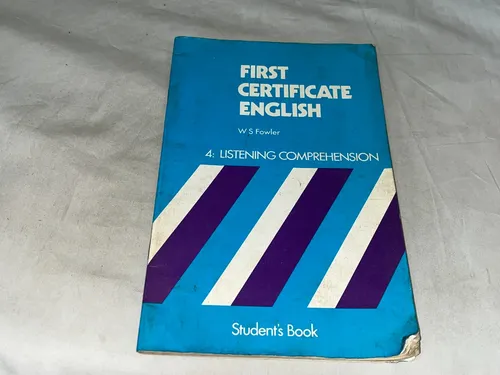 FIRST
CERTIFICATE
ENGLISH
W S Fowler
4: LISTENING COMPREHENSION
Student's Book